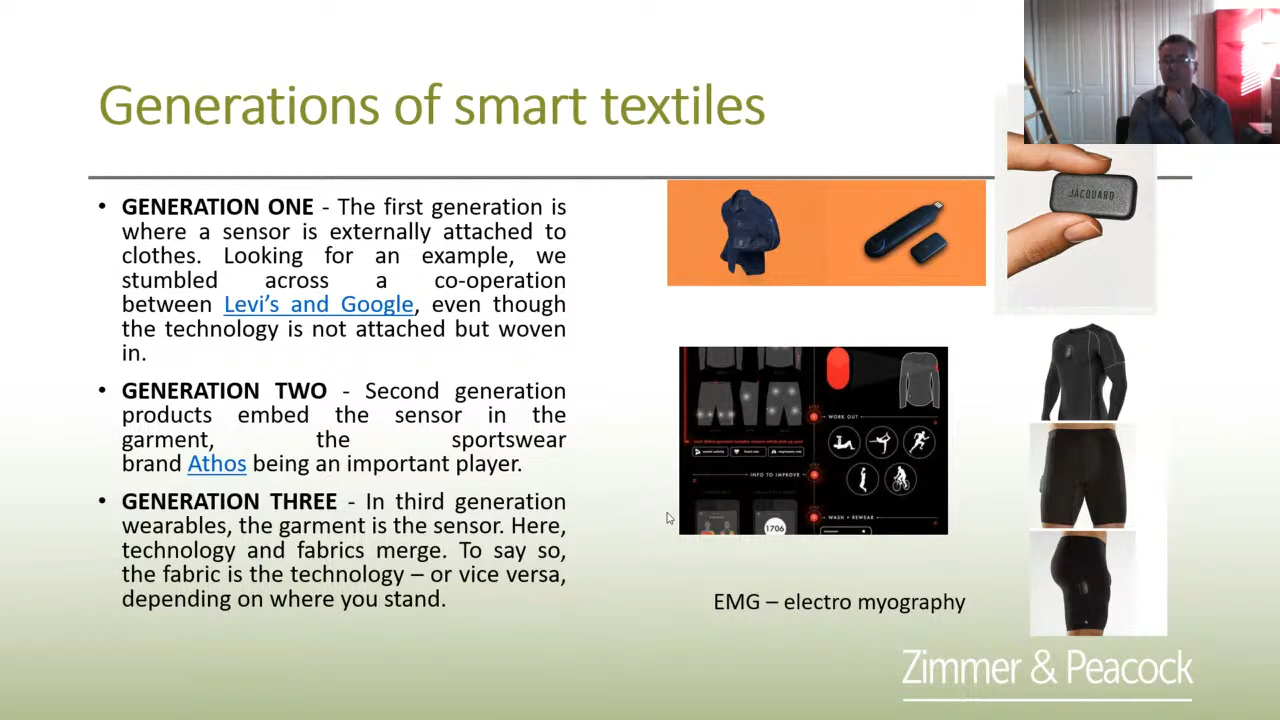 Generations of smart textiles
• GENERATION ONE - The first generation is
where a sensor is externally attached to
clothes. Looking for an example, we
stumbled across a co-operation
between Levi’s and Google, even though
the technology is not attached but woven
in.
• GENERATION TWO - Second generation
products embed the sensor in the
garment, the sportswear
brand Athos being an important player.
• GENERATION THREE - In third generation
wearables, the garment is the sensor. Here,
technology and fabrics merge. To say so,
the fabric is the technology – or vice versa,
depending on where you stand.
JACQUARD
WORK OUT
INFO TO IMPROVE
1706
WASH + REWEAR
EMG – electro myography
Zimmer & Peacock